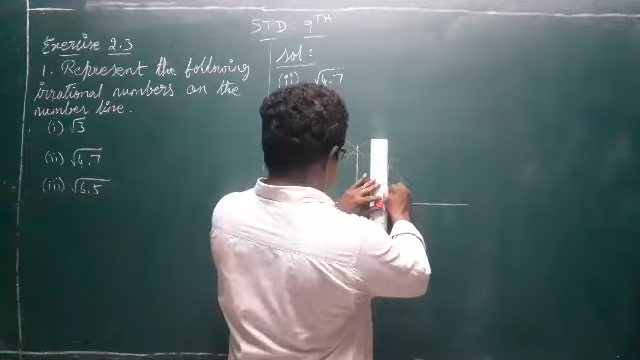 STD 9TH
Exercise 2.3
1. Represent the following
irrational numbers on the
number line.
(i) √3
(ii) √4.7
(iii) √6.5
Sol:
(ii) √4.7